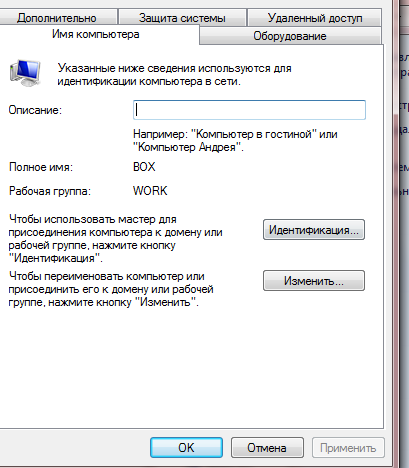 Дополнительно Защита системы Удаленный доступ
Имя компьютера Оборудование
Указанные ниже сведения используются для
идентификации компьютера в сети.
Описание:
Например: "Компьютер в гостиной" или
"Компьютер Андрея".
Полное имя: BOX
Рабочая группа: WORK
Чтобы использовать мастер для
присоединения компьютера к домену или
рабочей группе, нажмите кнопку
"Идентификация".
Идентификация...
Чтобы переименовать компьютер или
присоединить его к домену или рабочей
группе, нажмите кнопку "Изменить".
Изменить...
OK Отмена Применить